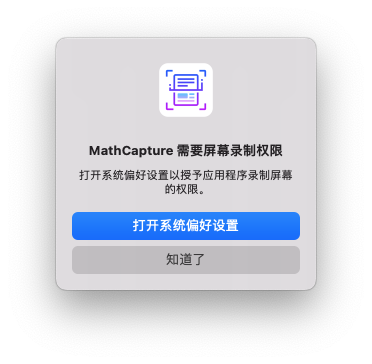 MathCapture 需要屏幕录制权限
打开系统偏好设置以授予应用程序录制屏幕
的权限。
打开系统偏好设置
知道了